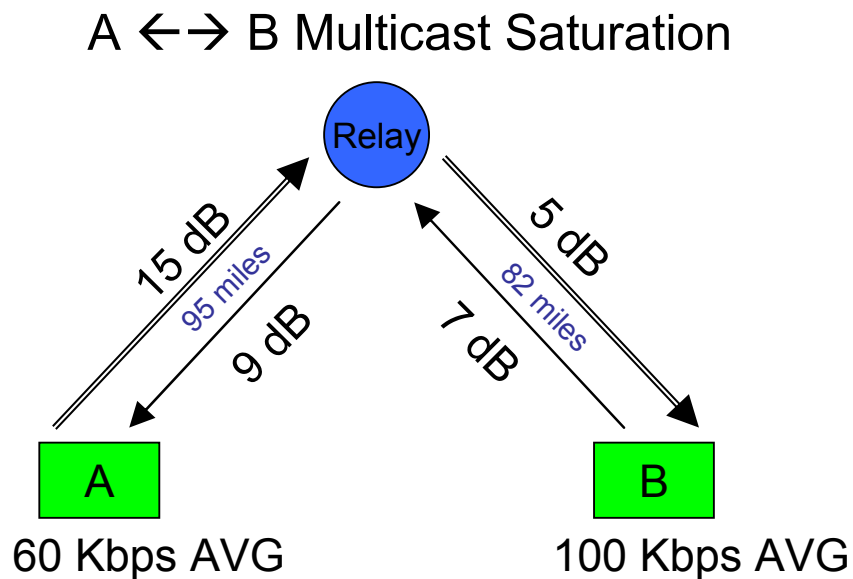 A ←→ B Multicast Saturation
Relay
15 dB
95 miles
9 dB
5 dB
82 miles
7 dB
A
B
60 Kbps AVG
100 Kbps AVG